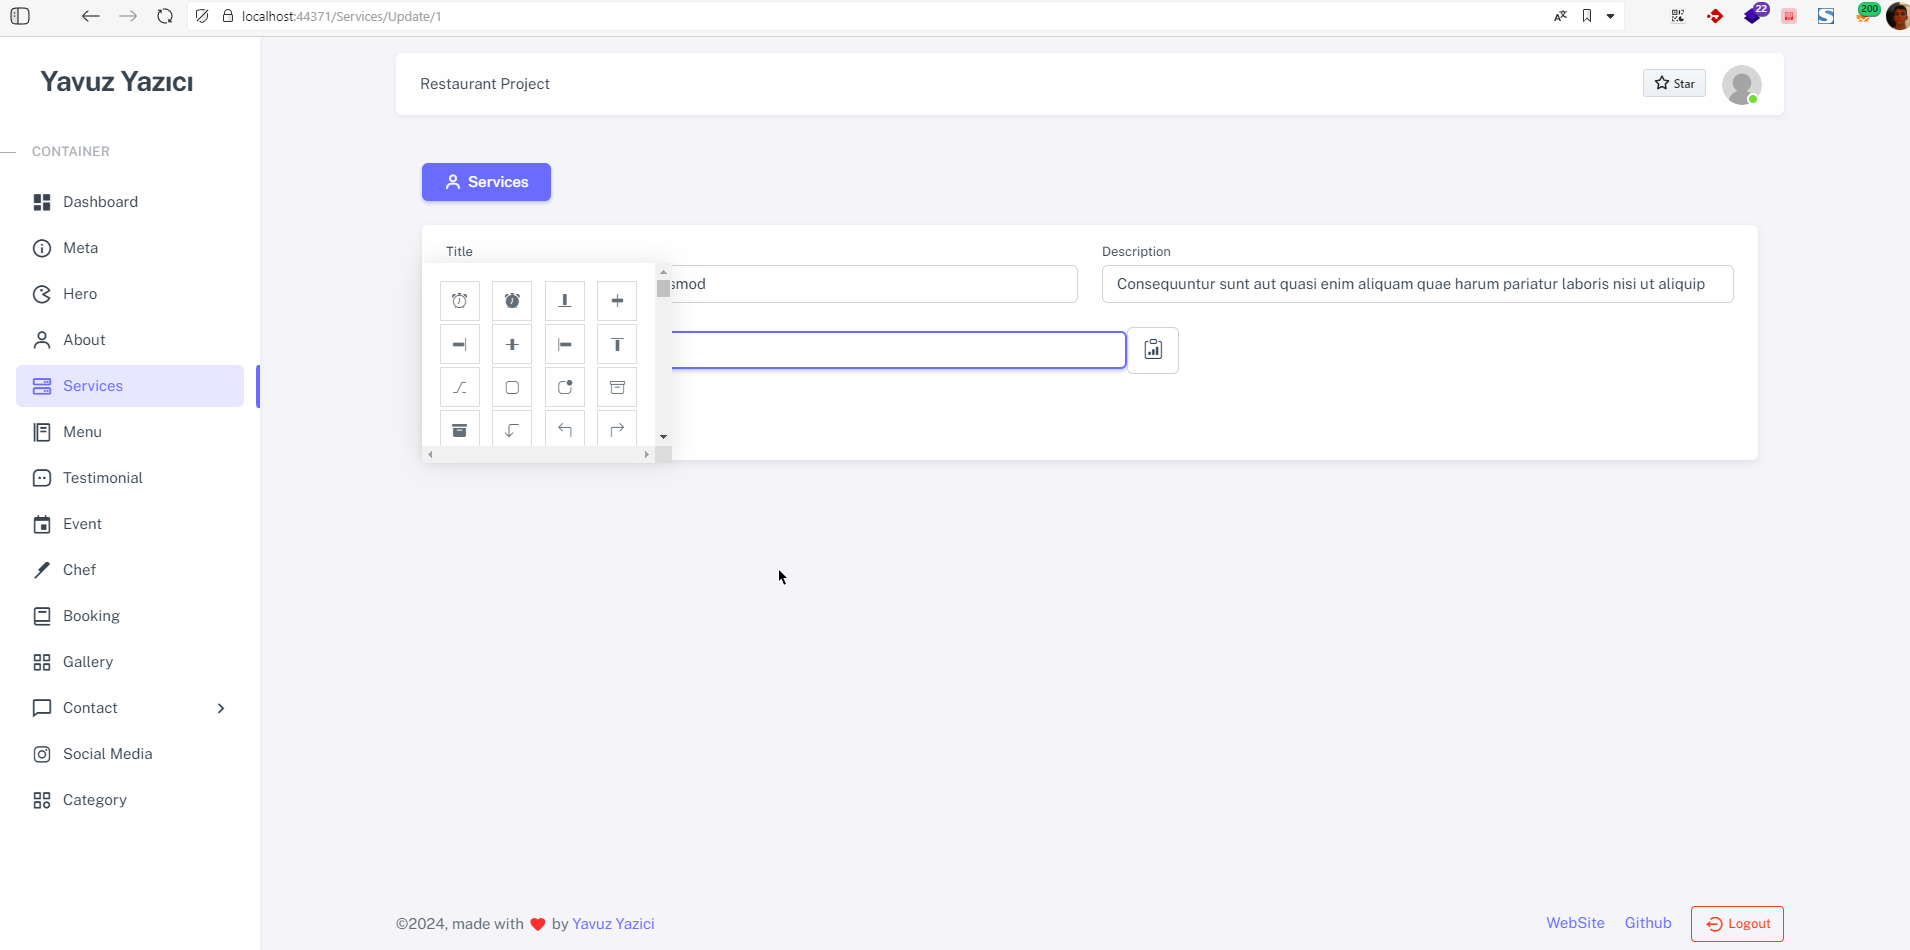 localhost:44371/Services/Update/1
22
200
Yavuz Yazıcı
Restaurant Project
Star
CONTAINER
Services
Dashboard
Meta
Hero
About
Services
Menu
Testimonial
Event
Chef
Booking
Gallery
Contact
Social Media
Category
Title
Description
smod
Consequuntur sunt aut quasi enim aliquam quae harum pariatur laboris nisi ut aliquip
©2024, made with ❤️ by Yavuz Yazici
WebSite
Github
Logout